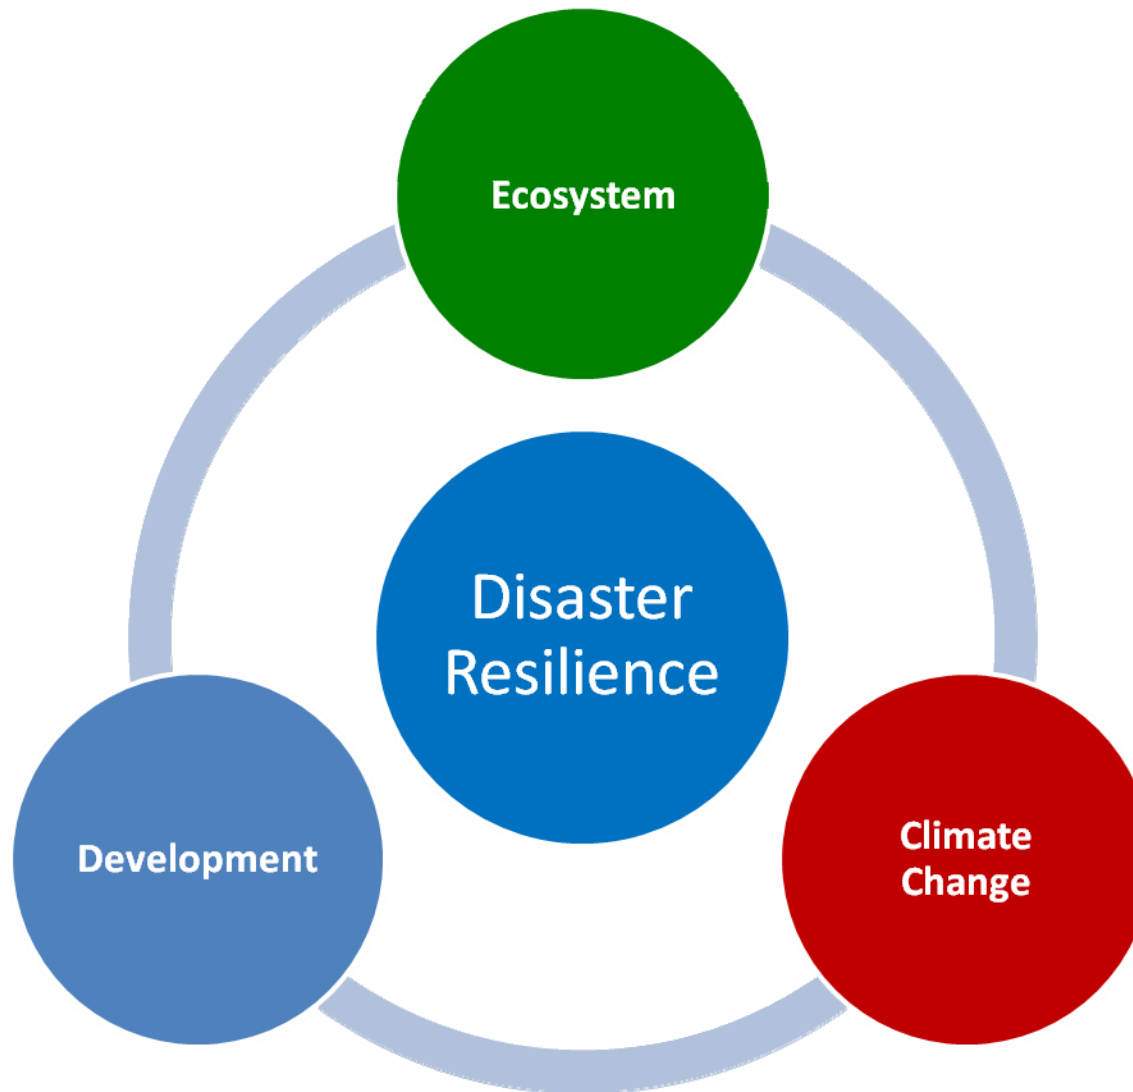 Ecosystem
Disaster
Resilience
Development
Climate
Change